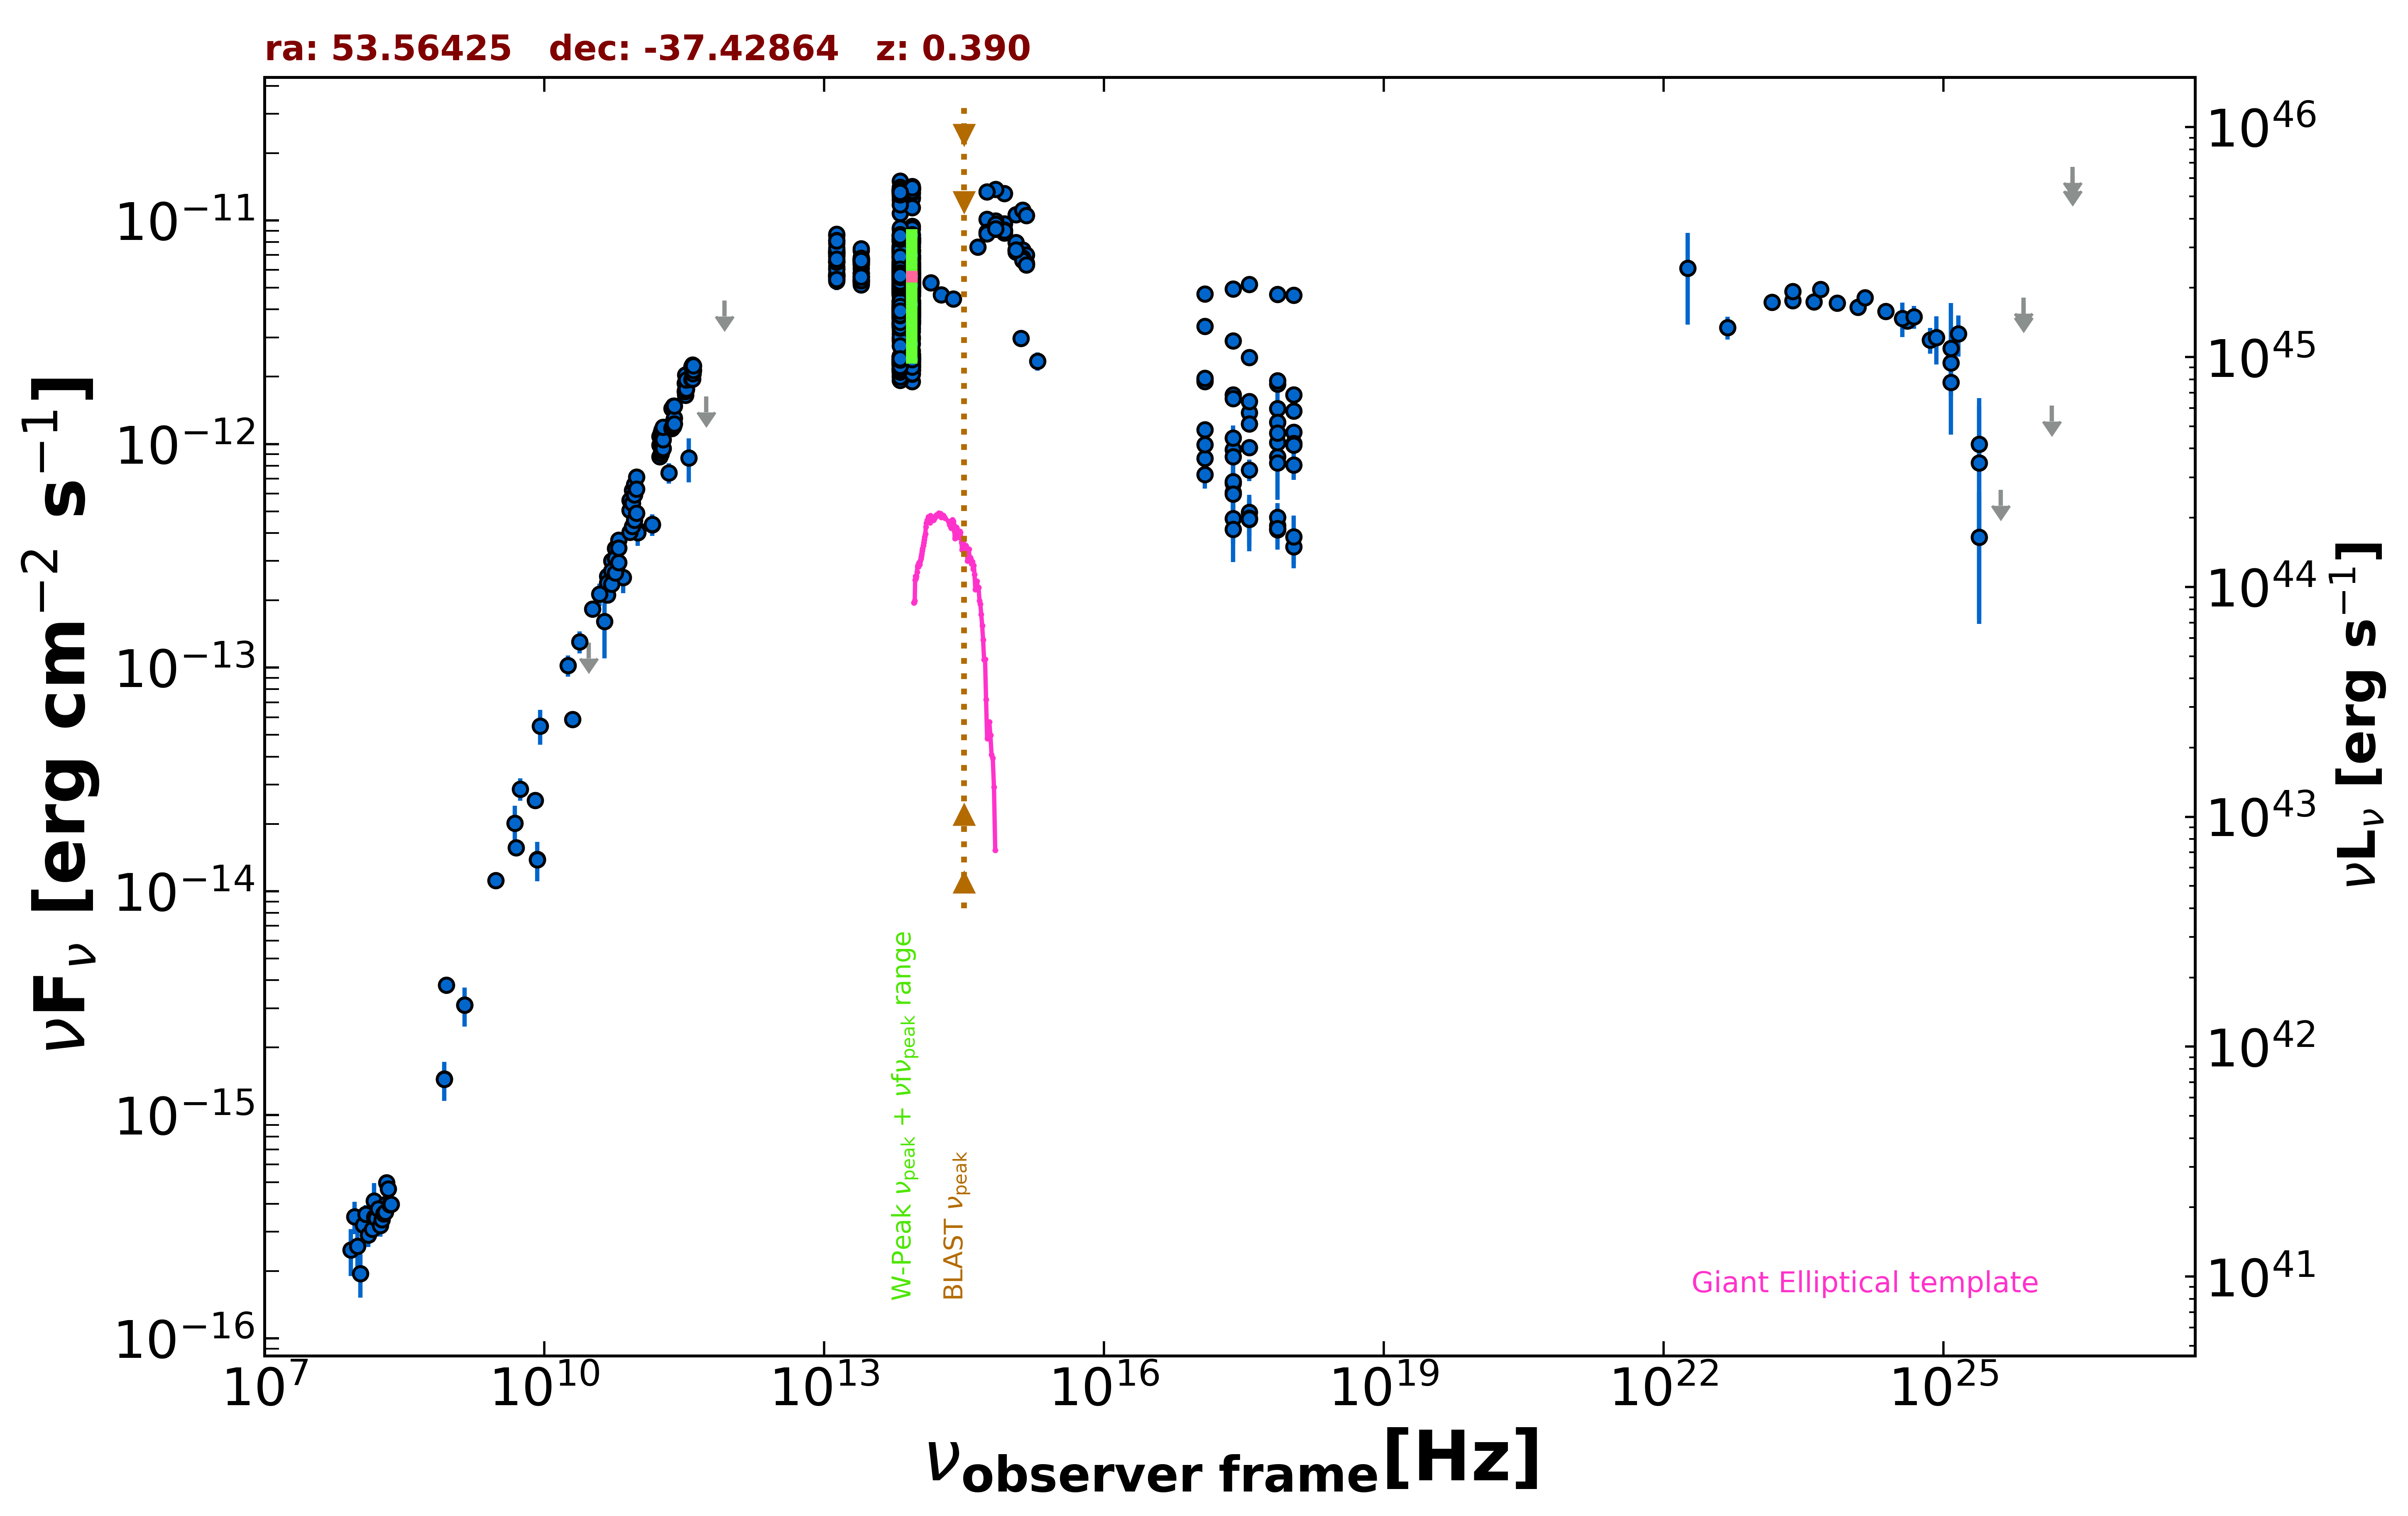 ra: 53.56425 dec: -37.42864 z: 0.390
νF_ν [erg cm^−2 s^−1]
10^−11
10^−12
10^−13
10^−14
10^−15
10^−16
10^46
10^45
10^44
10^43
10^42
10^41
νL_ν [erg s^−1]
W-Peak ν_peak + νfν_peak range
BLAST ν_peak
Giant Elliptical template
10^7
10^10
10^13
10^16
10^19
10^22
10^25
ν_observer frame[Hz]